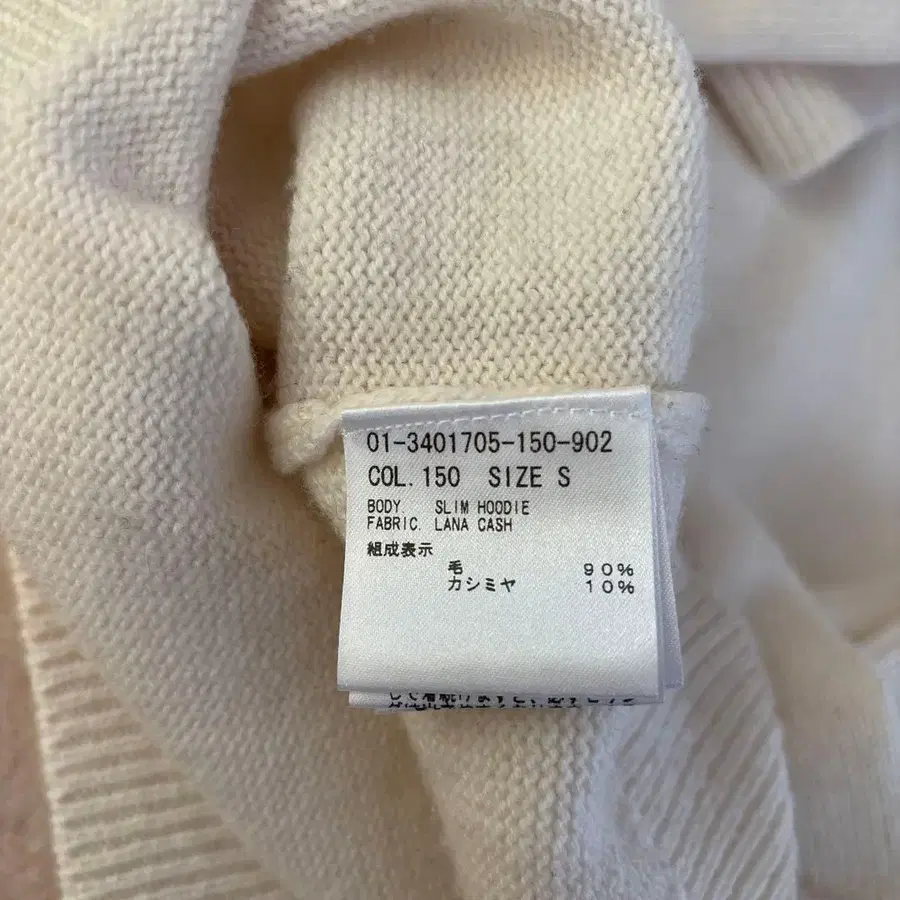 01-3401705-150-902
COL.150 SIZE S
BODY. SLIM HOODIE
FABRIC. LANA CASH
組成表示
毛 90%
カシミヤ 10%